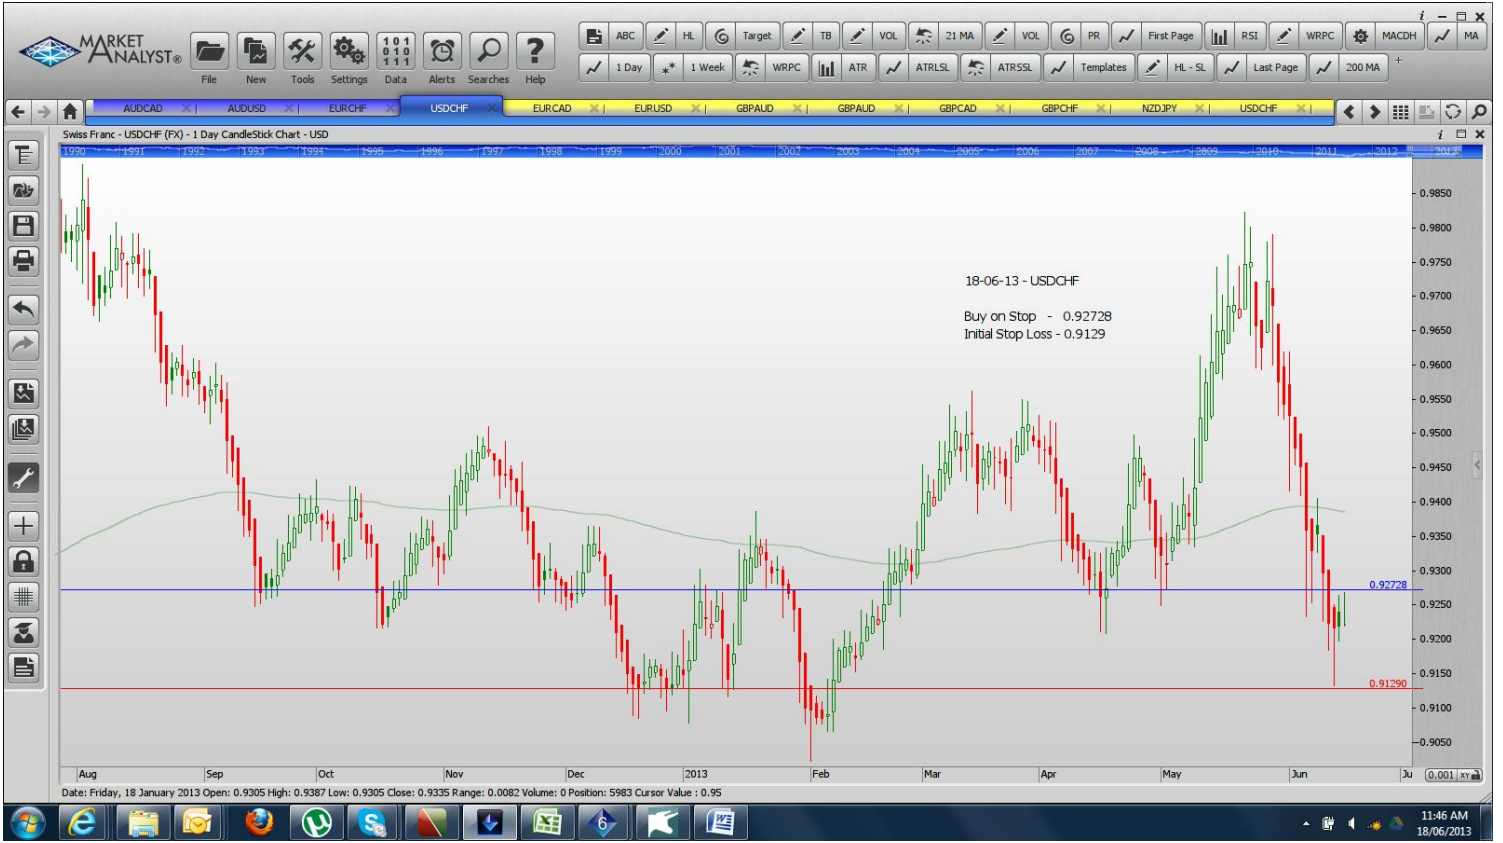 i
MARKET
ANALYST®
File
New
Tools
Settings
101
010
111
Data
Alerts
Searches
?
Help
ABC
HL
Target
TB
VOL
21 MA
VOL
PR
First Page
RSI
WRPC
MACDH
MA
1 Day
1 Week
WRPC
ATR
ATRLSL
ATRSSL
Templates
HL - SL
Last Page
200 MA
+
AUDCAD
AUDUSD
EURCHF
USDCHF
EURCAD
EURUSD
GBPAUD
GBPAUD
GBPCAD
GBPCHF
NZDJPY
USDCHF
Swiss Franc - USDCHF (FX) - 1 Day CandleStick Chart - USD
i
1990 1991 1992 1993 1994 1995 1996 1997 1998 1999 2000 2001 2002 2003 2004 2005 2006 2007 2008 2009 2010 2011 2012 2013
18-06-13 - USDCHF
Buy on Stop - 0.92728
Initial Stop Loss - 0.9129
0.9850
0.9800
0.9750
0.9700
0.9650
0.9600
0.9550
0.9500
0.9450
0.9400
0.9350
0.9300
0.92728
0.9250
0.9200
0.9150
0.91290
0.9100
0.9050
Aug Sep Oct Nov Dec 2013 Feb Mar Apr May Jun Ju
0.001 XY
Date: Friday, 18 January 2013 Open: 0.9305 High: 0.9387 Low: 0.9305 Close: 0.9335 Range: 0.0082 Volume: 0 Position: 5983 Cursor Value : 0.95
11:46 AM
18/06/2013